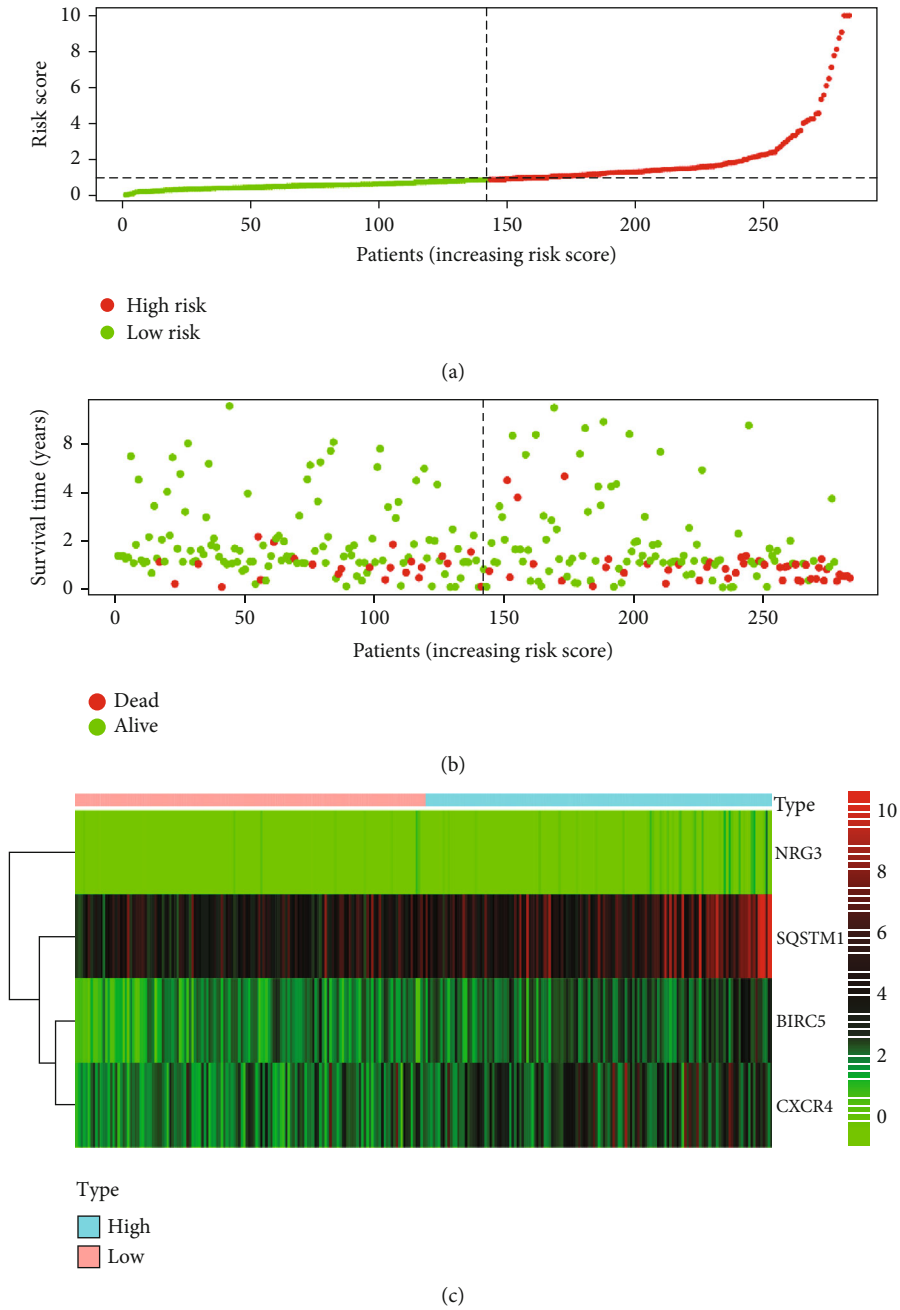 10
8
6
4
2
0
Risk score
0 50 100 150 200 250
Patients (increasing risk score)
High risk
Low risk
(a)
8
4
2
0
Survival time (years)
0 50 100 150 200 250
Patients (increasing risk score)
Dead
Alive
(b)
Type
NRG3
SQSTM1
BIRC5
CXCR4
10
8
6
4
2
0
Type
High
Low
(c)